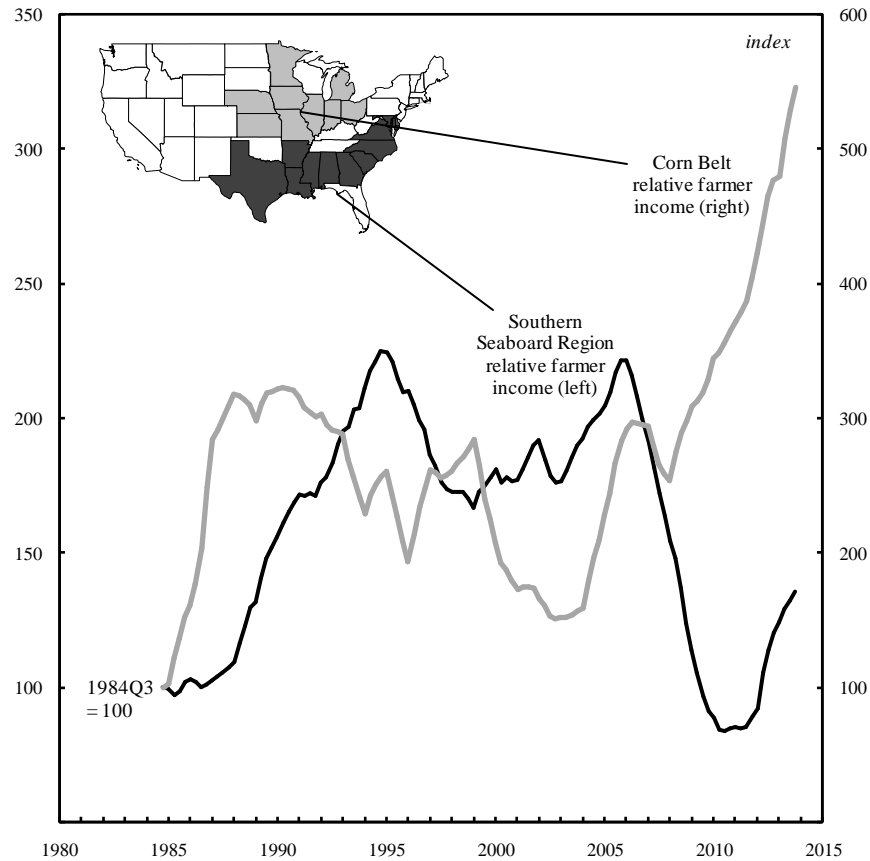 350
600
index
300
500
Corn Belt
relative farmer
income (right)
250
400
Southern
Seaboard Region
relative farmer
income (left)
200
300
150
200
100
1984Q3
= 100
100
1980 1985 1990 1995 2000 2005 2010 2015